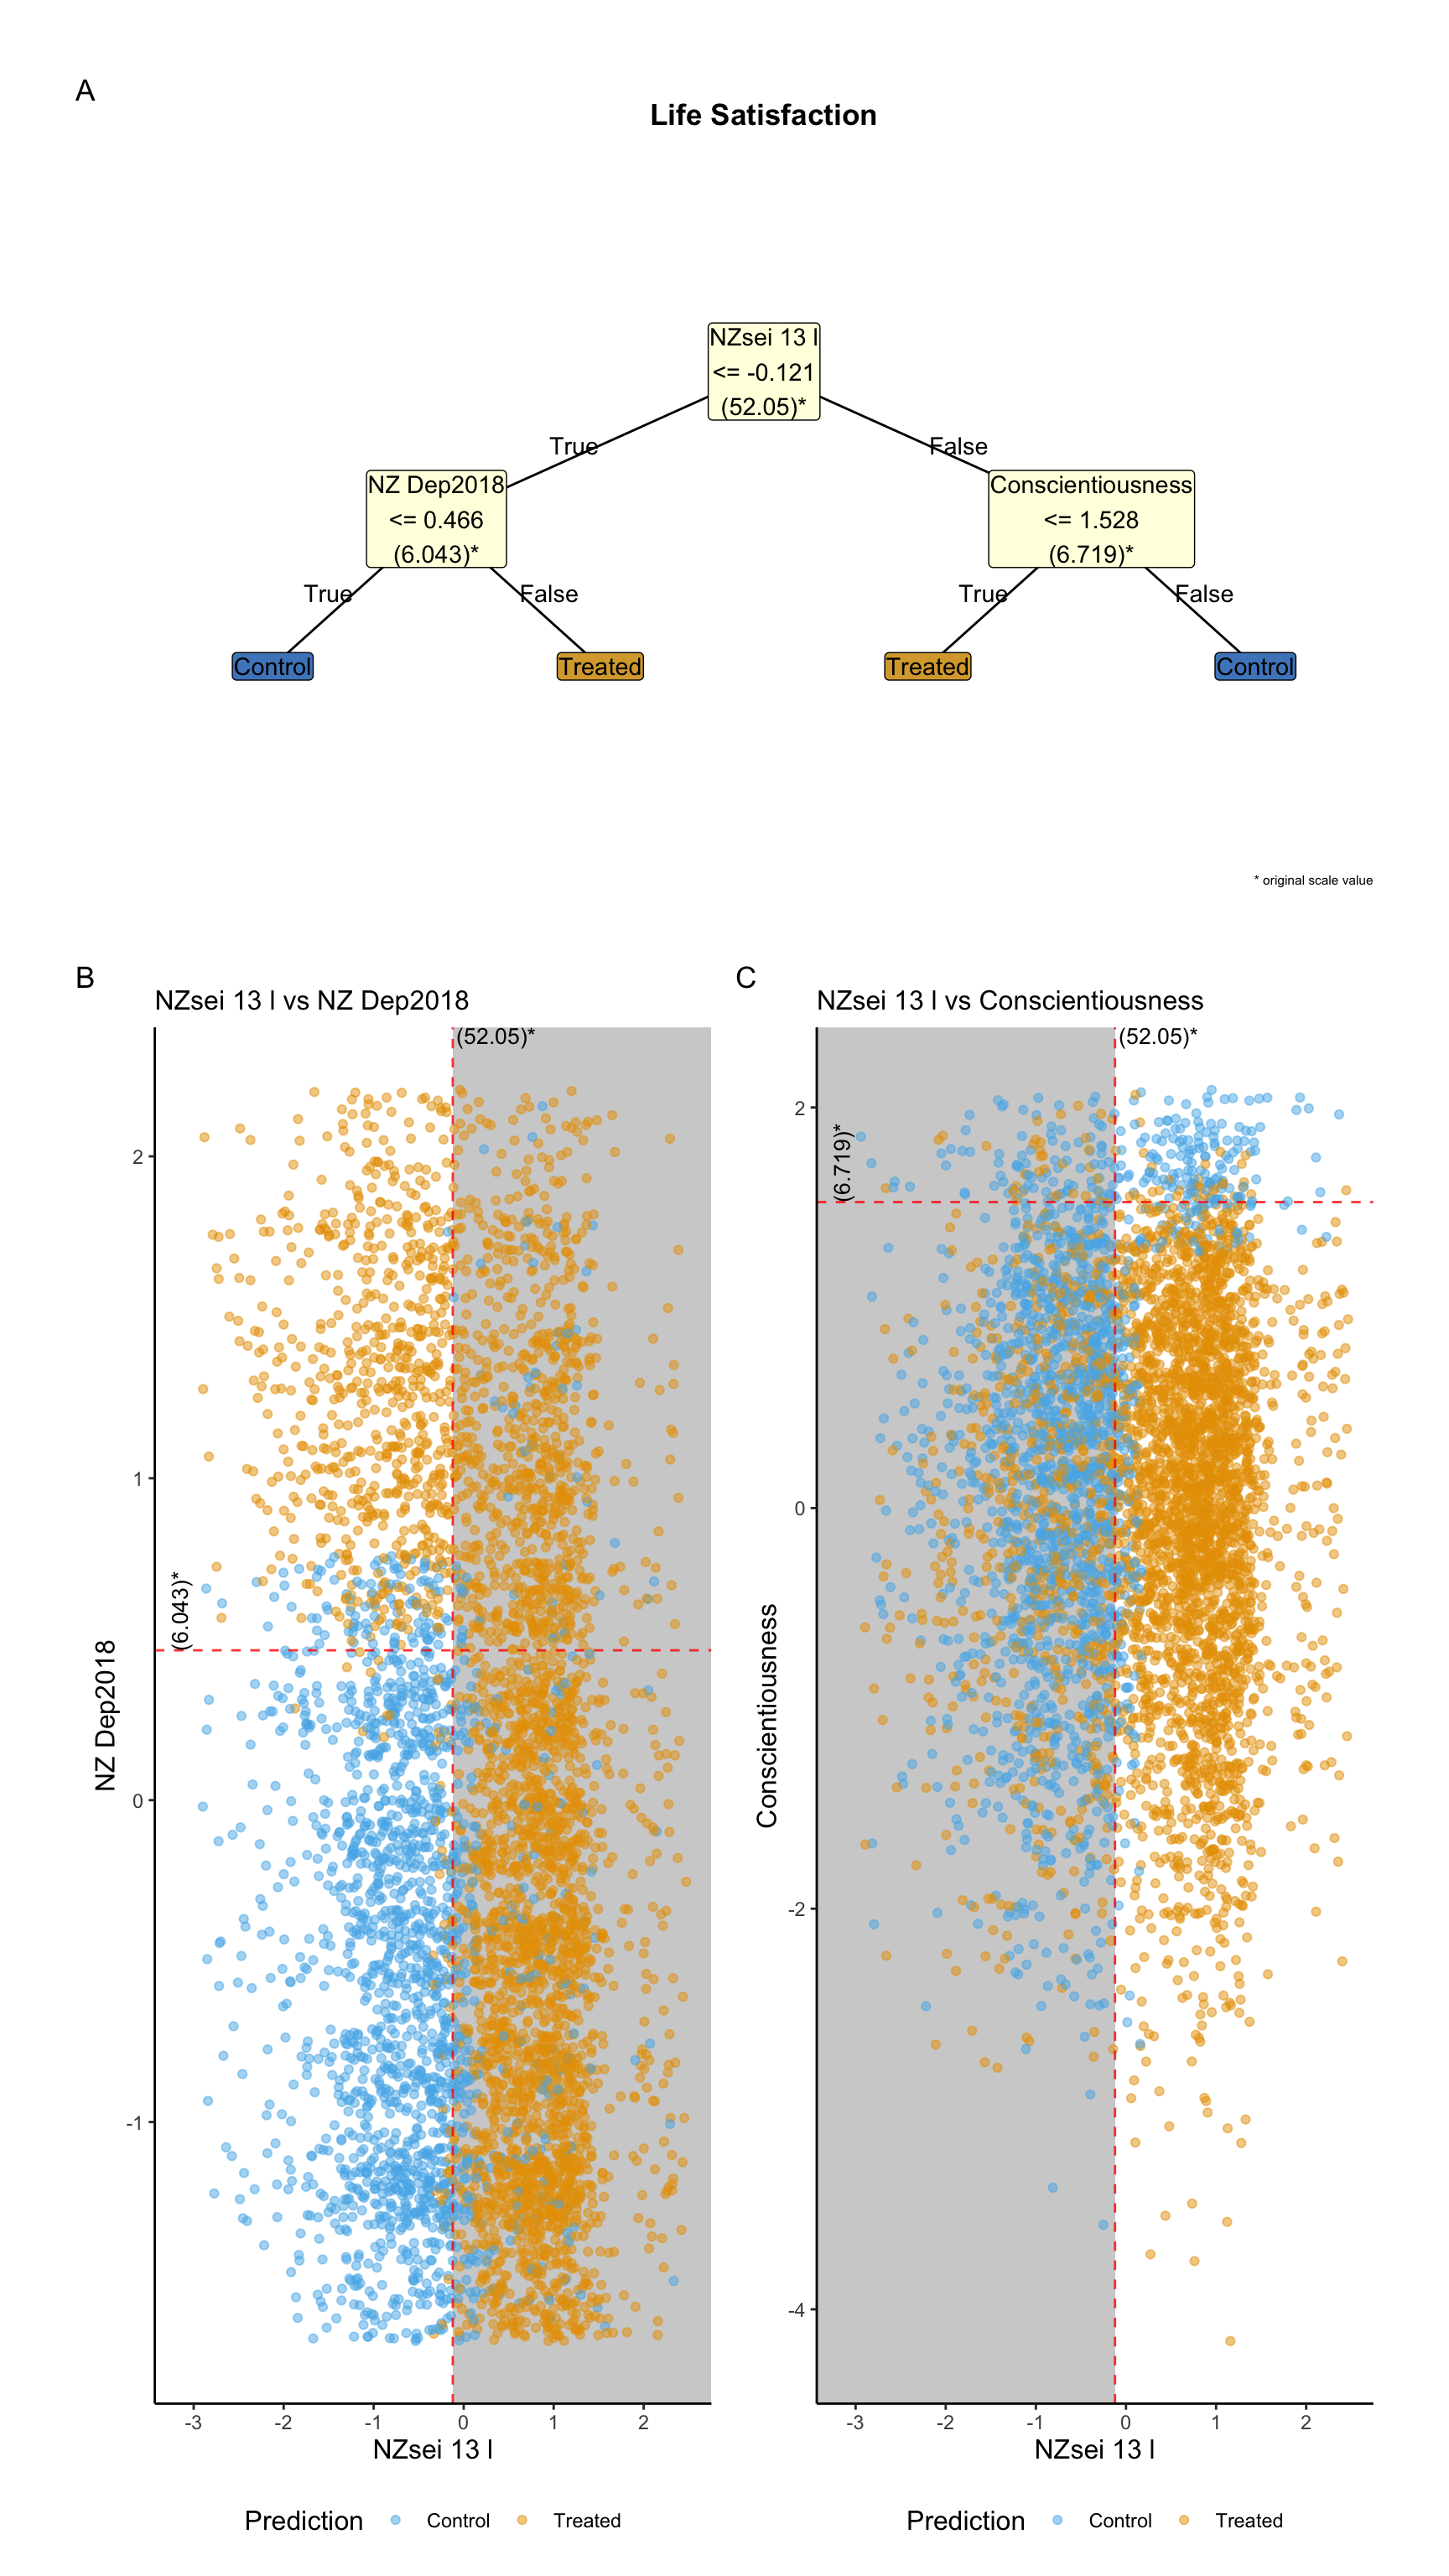 A
Life Satisfaction
NZsei 13 l
<= -0.121
(52.05)*
True
False
NZ Dep2018
<= 0.466
(6.043)*
Conscientiousness
<= 1.528
(6.719)*
True
False
True
False
Control
Treated
Treated
Control
* original scale value
B
NZsei 13 l vs NZ Dep2018
(52.05)*
(6.043)*
NZ Dep2018
2
1
0
-1
-3
-2
-1
0
1
2
NZsei 13 l
Prediction
Control
Treated
C
NZsei 13 l vs Conscientiousness
(52.05)*
(6.719)*
Conscientiousness
2
0
-2
-4
-3
-2
-1
0
1
2
NZsei 13 l
Prediction
Control
Treated